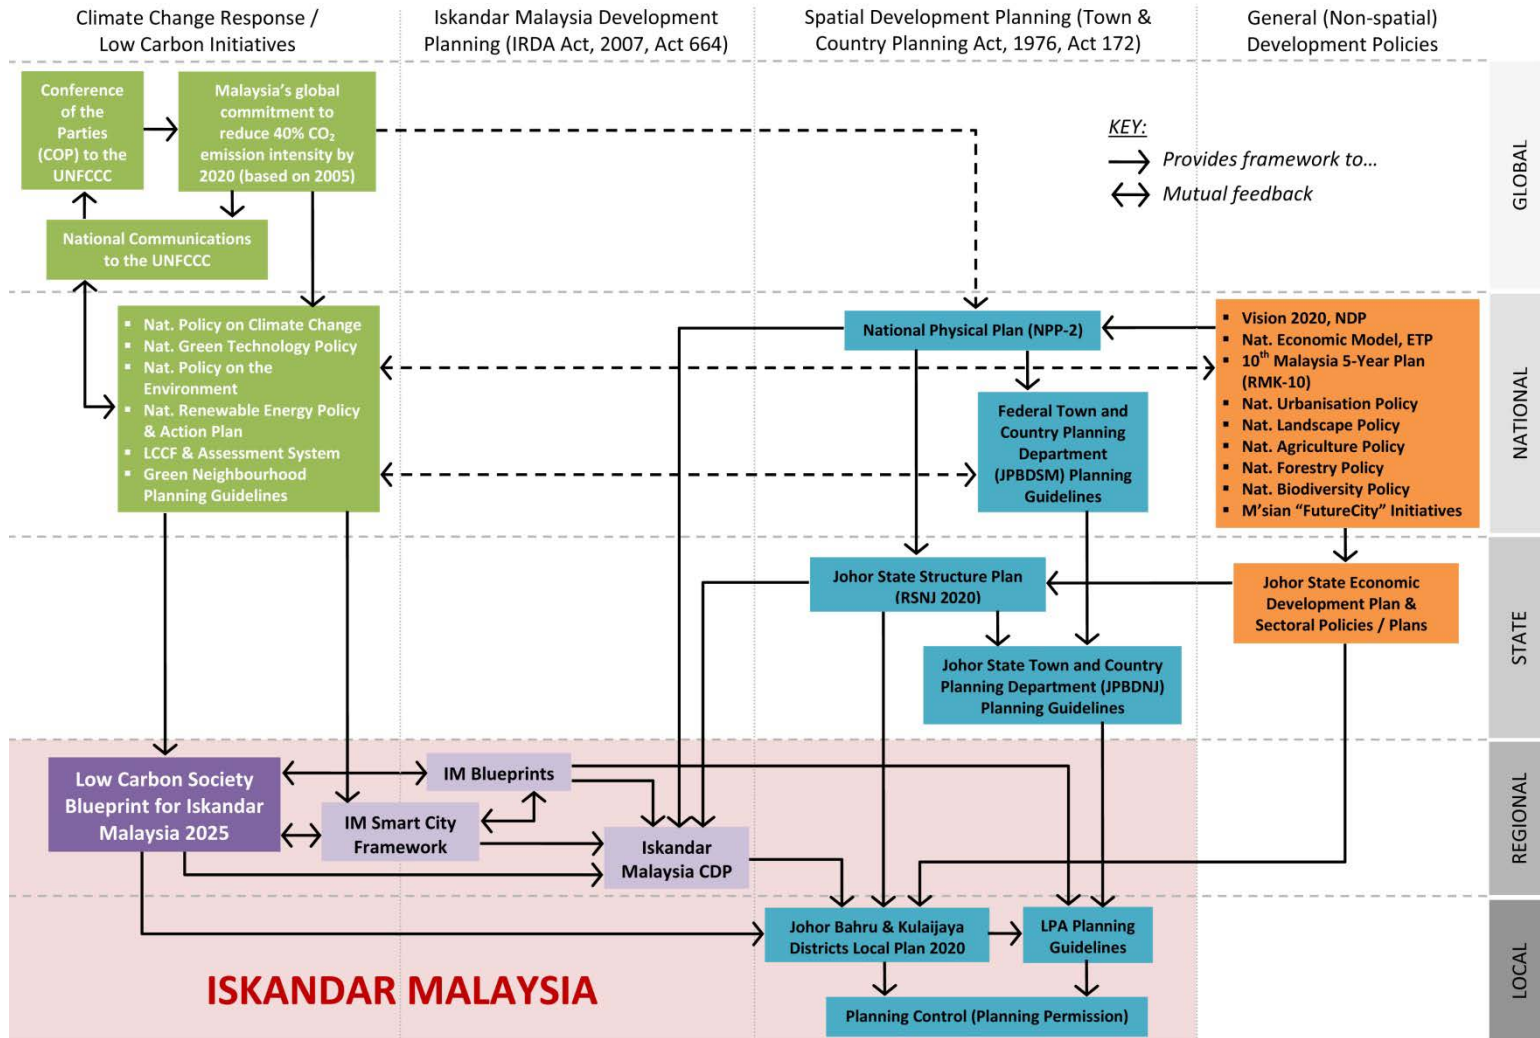 Climate Change Response /
Low Carbon Initiatives
Iskandar Malaysia Development
Planning (IRDA Act, 2007, Act 664)
Spatial Development Planning (Town &
Country Planning Act, 1976, Act 172)
General (Non-spatial)
Development Policies
Conference
of the
Parties
(COP) to the
UNFCCC
Malaysia's global
commitment to
reduce 40% CO₂
emission intensity by
2020 (based on 2005)
National Communications
to the UNFCCC
KEY:
Provides framework to...
Mutual feedback
GLOBAL
▪ Nat. Policy on Climate Change
▪ Nat. Green Technology Policy
▪ Nat. Policy on the
Environment
▪ Nat. Renewable Energy Policy
& Action Plan
▪ LCCF & Assessment System
▪ Green Neighbourhood
Planning Guidelines
National Physical Plan (NPP-2)
Federal Town and
Country Planning
Department
(JPBDSM) Planning
Guidelines
▪ Vision 2020, NDP
▪ Nat. Economic Model, ETP
▪ 10th Malaysia 5-Year Plan
(RMK-10)
▪ Nat. Urbanisation Policy
▪ Nat. Landscape Policy
▪ Nat. Agriculture Policy
▪ Nat. Forestry Policy
▪ Nat. Biodiversity Policy
▪ M'sian "FutureCity" Initiatives
NATIONAL
Johor State Structure Plan
(RSNJ 2020)
Johor State Economic
Development Plan &
Sectoral Policies / Plans
Johor State Town and Country
Planning Department (JPBDNJ)
Planning Guidelines
STATE
Low Carbon Society
Blueprint for Iskandar
Malaysia 2025
IM Blueprints
IM Smart City
Framework
Iskandar
Malaysia CDP
REGIONAL
Johor Bahru & Kulaijaya
Districts Local Plan 2020
LPA Planning
Guidelines
ISKANDAR MALAYSIA
Planning Control (Planning Permission)
LOCAL